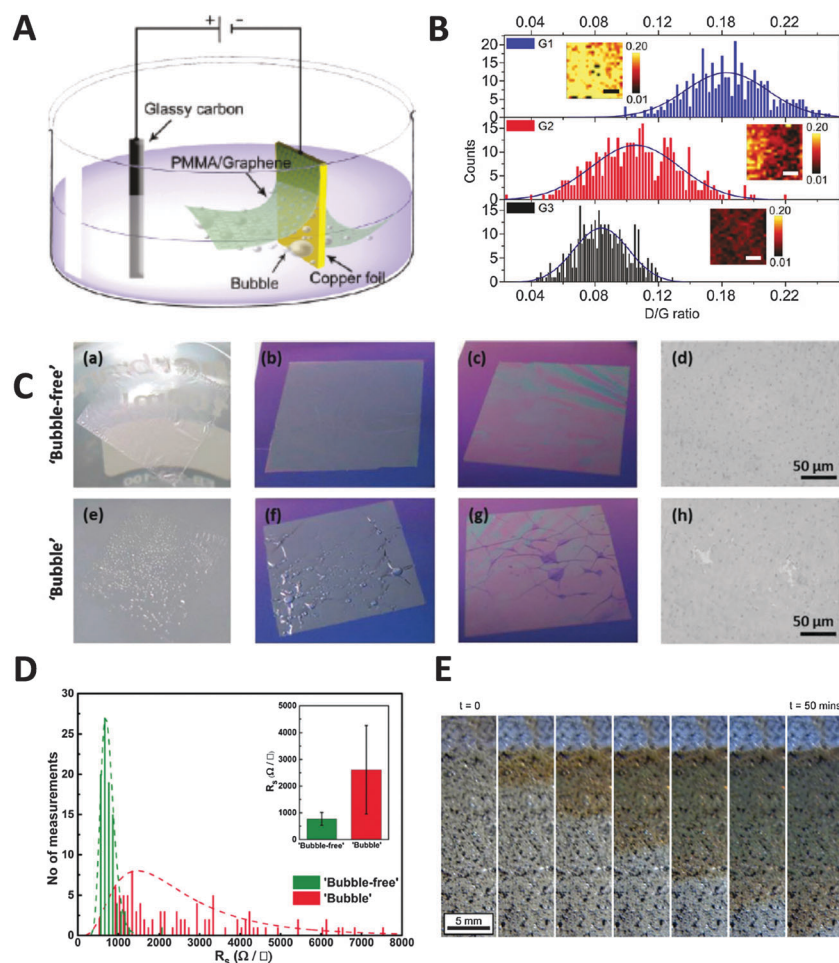 A
+ -
Glassy carbon
PMMA/Graphene
Bubble
Copper foil
B
0.04 0.08 0.12 0.18 0.22
G1
G2
G3
0.20
0.01
0.20
0.01
0.20
0.01
20
15
10
5
0
15
10
5
0
15
10
5
0
Counts
0.04 0.08 0.12 0.18 0.22
D/G ratio
C
'Bubble-free'
(a) (b) (c) (d)
50 µm
'Bubble'
(e) (f) (g) (h)
50 µm
D
No of measurements
30
25
20
15
10
5
0
0 1000 2000 3000 4000 5000 6000 7000 8000
Rs (Ω / □)
Rs (Ω / □)
5000
4000
3000
2000
1000
0
'Bubble-free' 'Bubble'
'Bubble-free'
'Bubble'
E
t = 0 t = 50 mins
5 mm